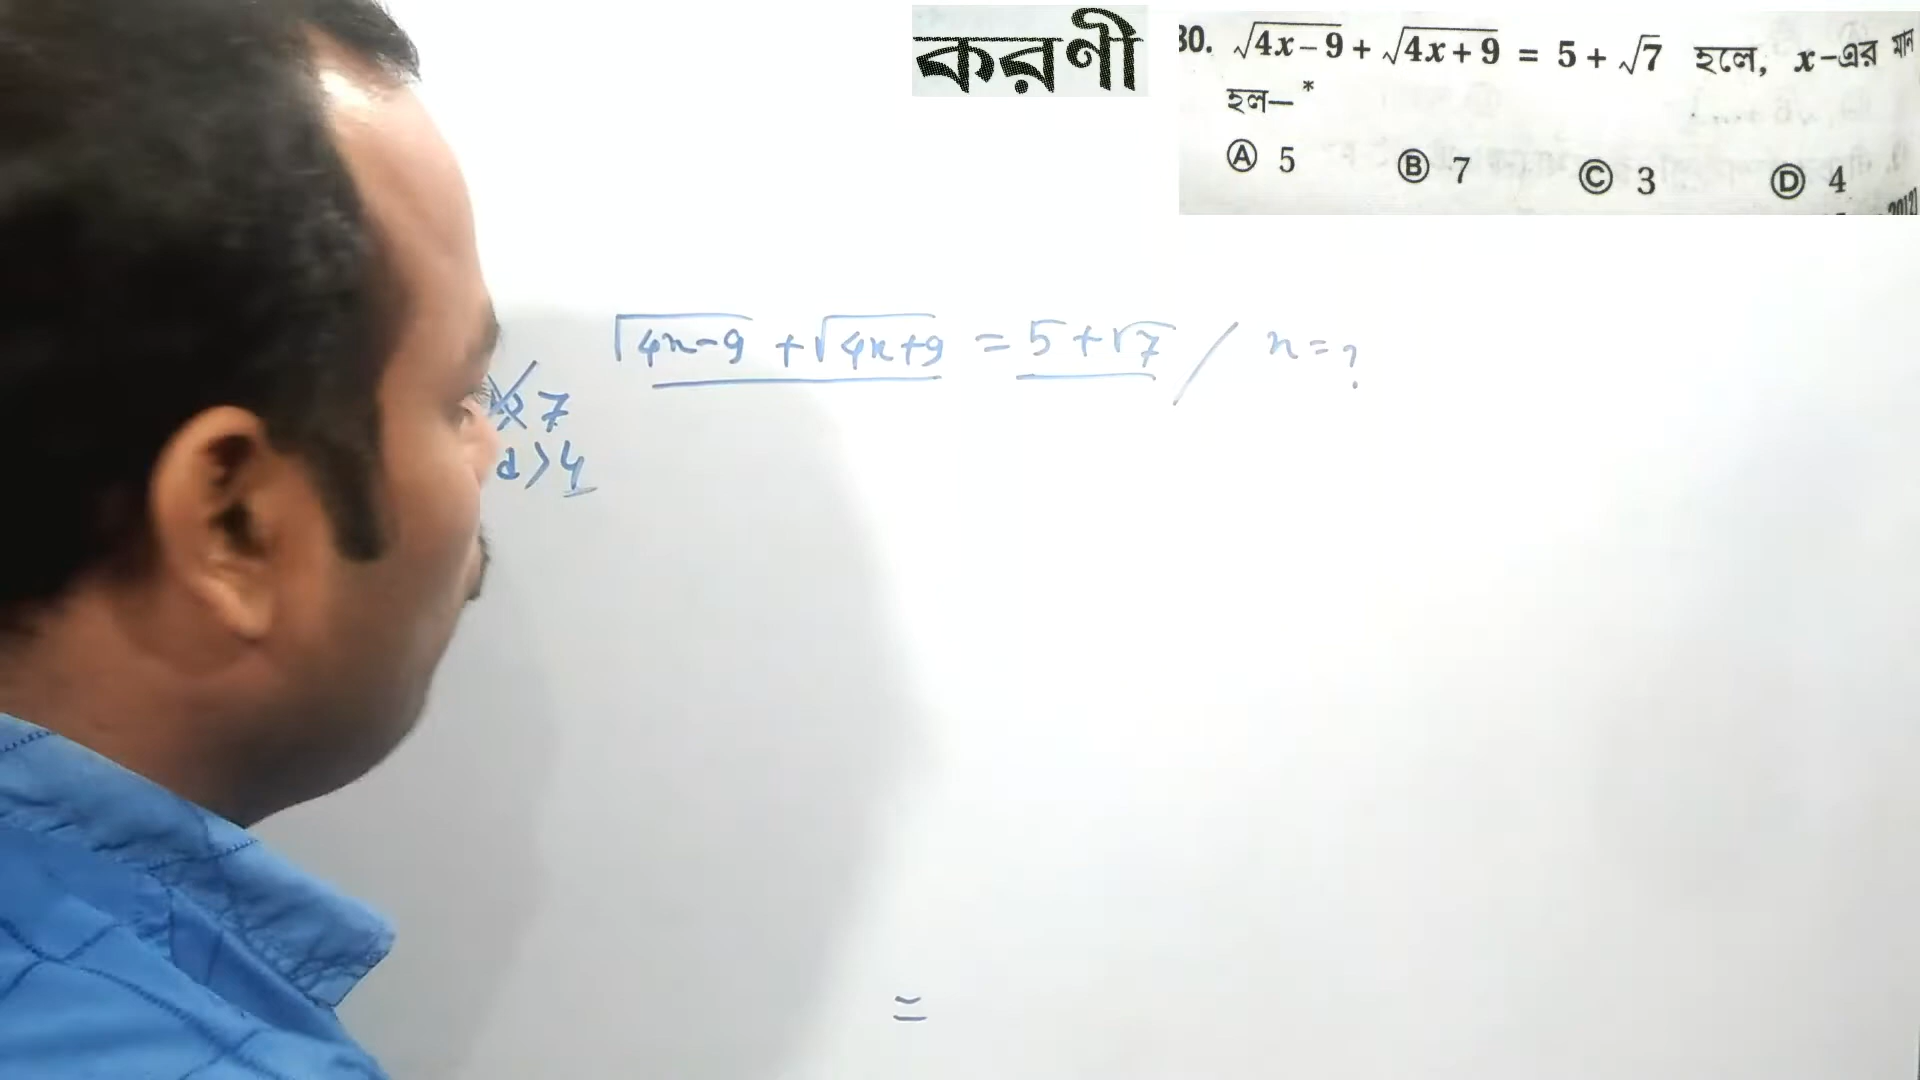 করণী
30. √4x-9 + √4x+9 = 5 + √7 হলে, x-এর মান
হল— *
Ⓐ 5 Ⓑ 7 Ⓒ 3 Ⓓ 4
2012]
√4x-9 + √4x+9 = 5+√7 / x = ?
7
d>4
=